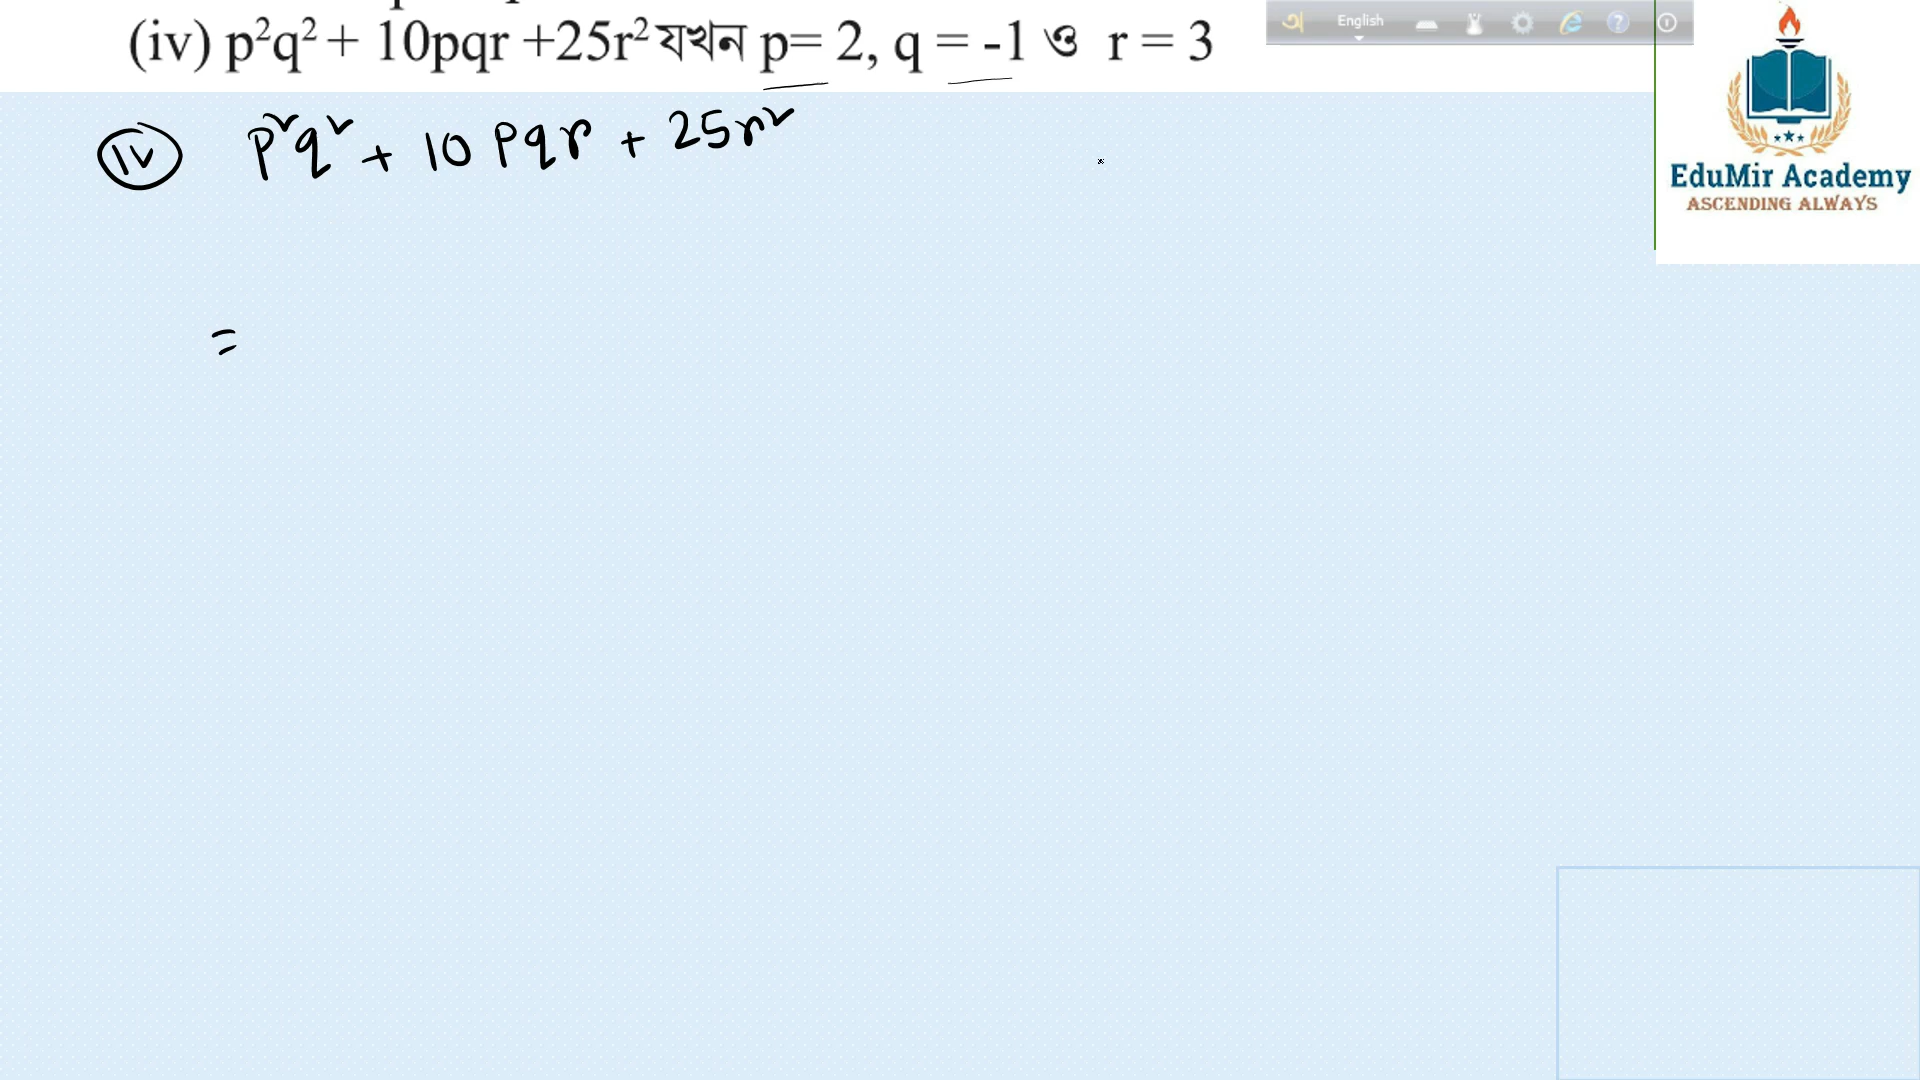 (iv) p²q² + 10pqr +25r² যখন p= 2, q = -1 ও r = 3
English
iv p²q² + 10 pqr + 25r²
=
EduMir Academy
ASCENDING ALWAYS